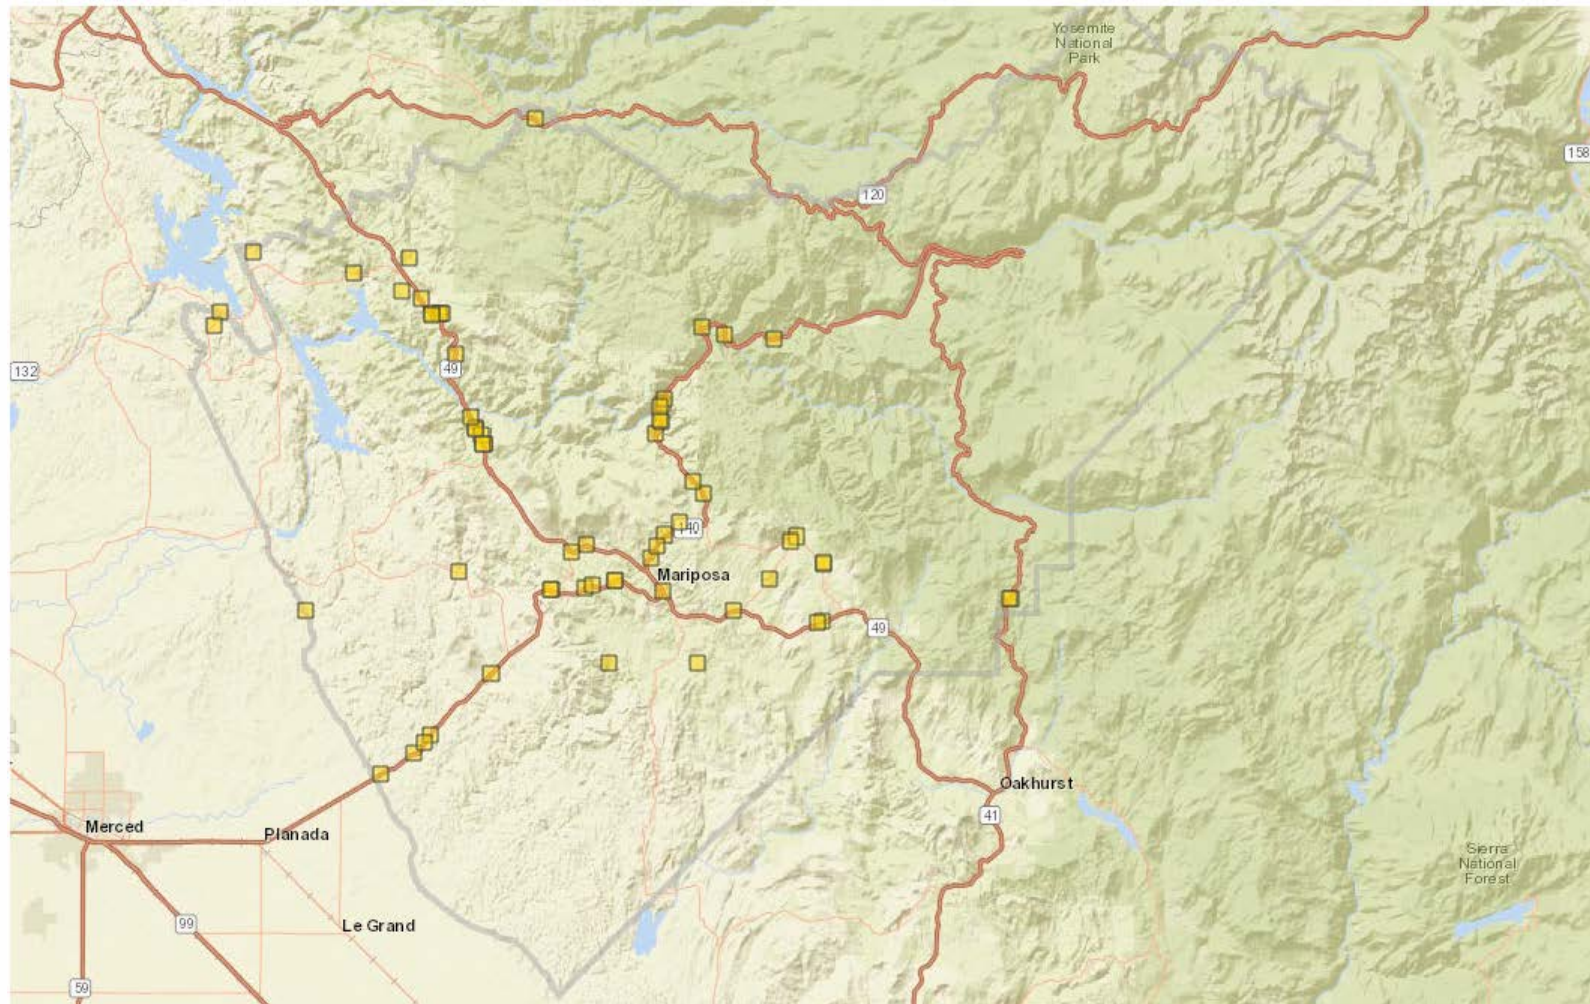 Yosemite
National
Park
158
120
132
49
140
Mariposa
49
Oakhurst
41
Merced
Planada
Sierra
National
Forest
99
Le Grand
59